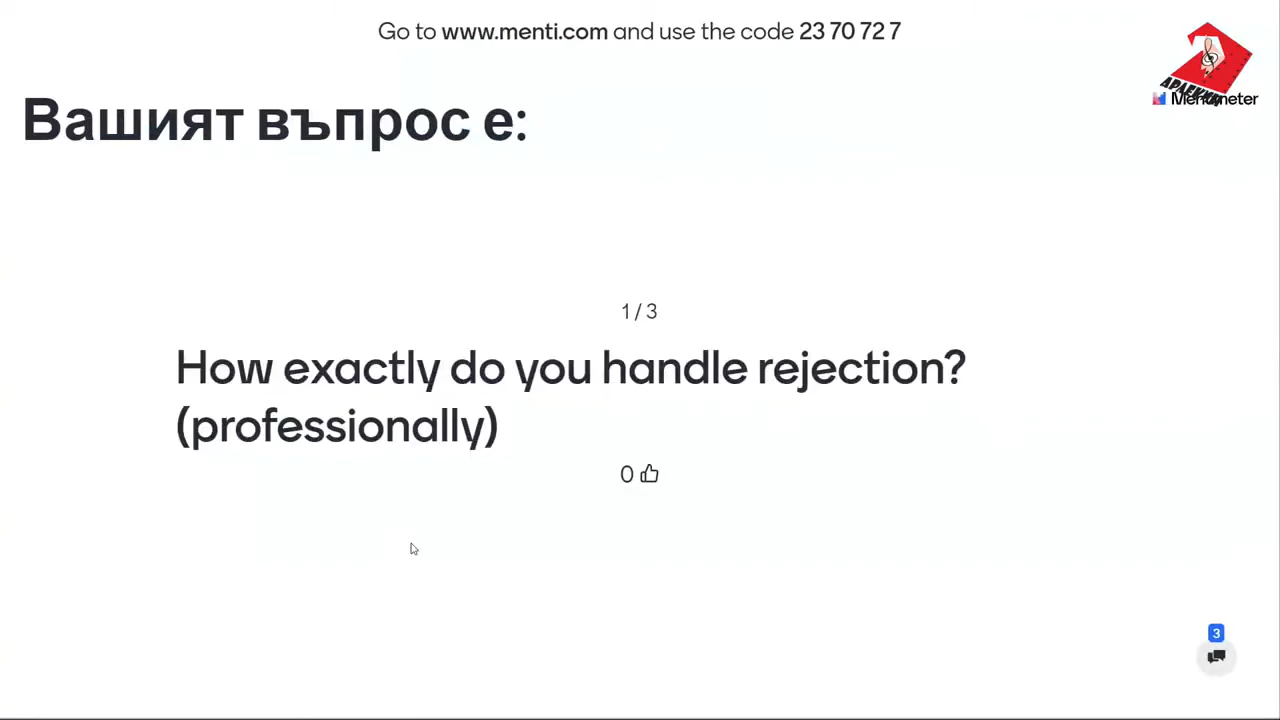 Go to www.menti.com and use the code 23 70 72 7
АРЛЕКИН
Mentimeter
Вашият въпрос е:
1 / 3
How exactly do you handle rejection?
(professionally)
0
3